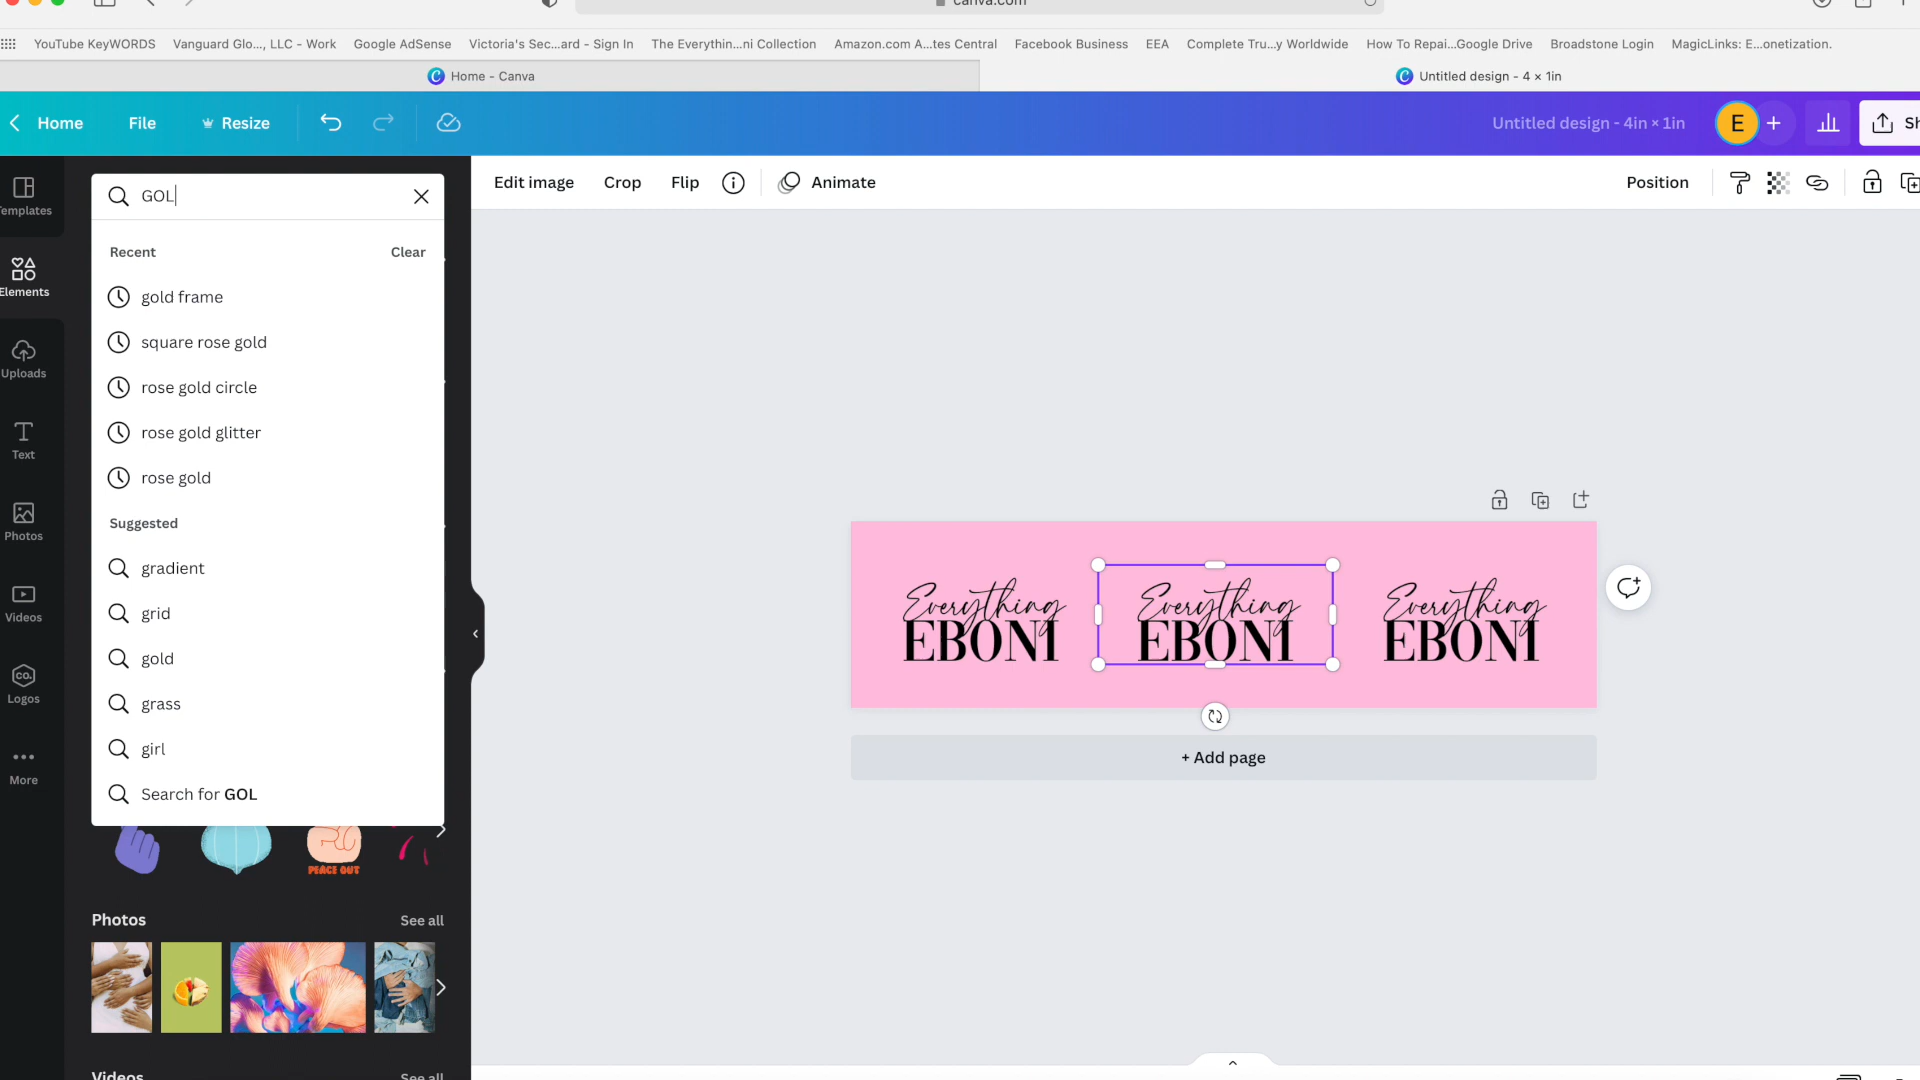 canva.com
YouTube KeyWORDS
Vanguard Glo..., LLC - Work
Google AdSense
Victoria's Sec...ard - Sign In
The Everythin...ni Collection
Amazon.com A...tes Central
Facebook Business
EEA
Complete Tru...y Worldwide
How To Repai...Google Drive
Broadstone Login
MagicLinks: E...onetization.
Home - Canva
Untitled design - 4 × 1in
Home
File
Resize
Untitled design - 4in × 1in
E
+
Sh
Templates
Elements
Uploads
Text
Photos
Videos
CO.
Logos
More
GOL
Recent
Clear
gold frame
square rose gold
rose gold circle
rose gold glitter
rose gold
Suggested
gradient
grid
gold
grass
girl
Search for GOL
PEACE OUT
Photos
See all
Videos
See all
Edit image
Crop
Flip
Animate
Position
Everything
EBONI
Everything
EBONI
Everything
EBONI
+ Add page